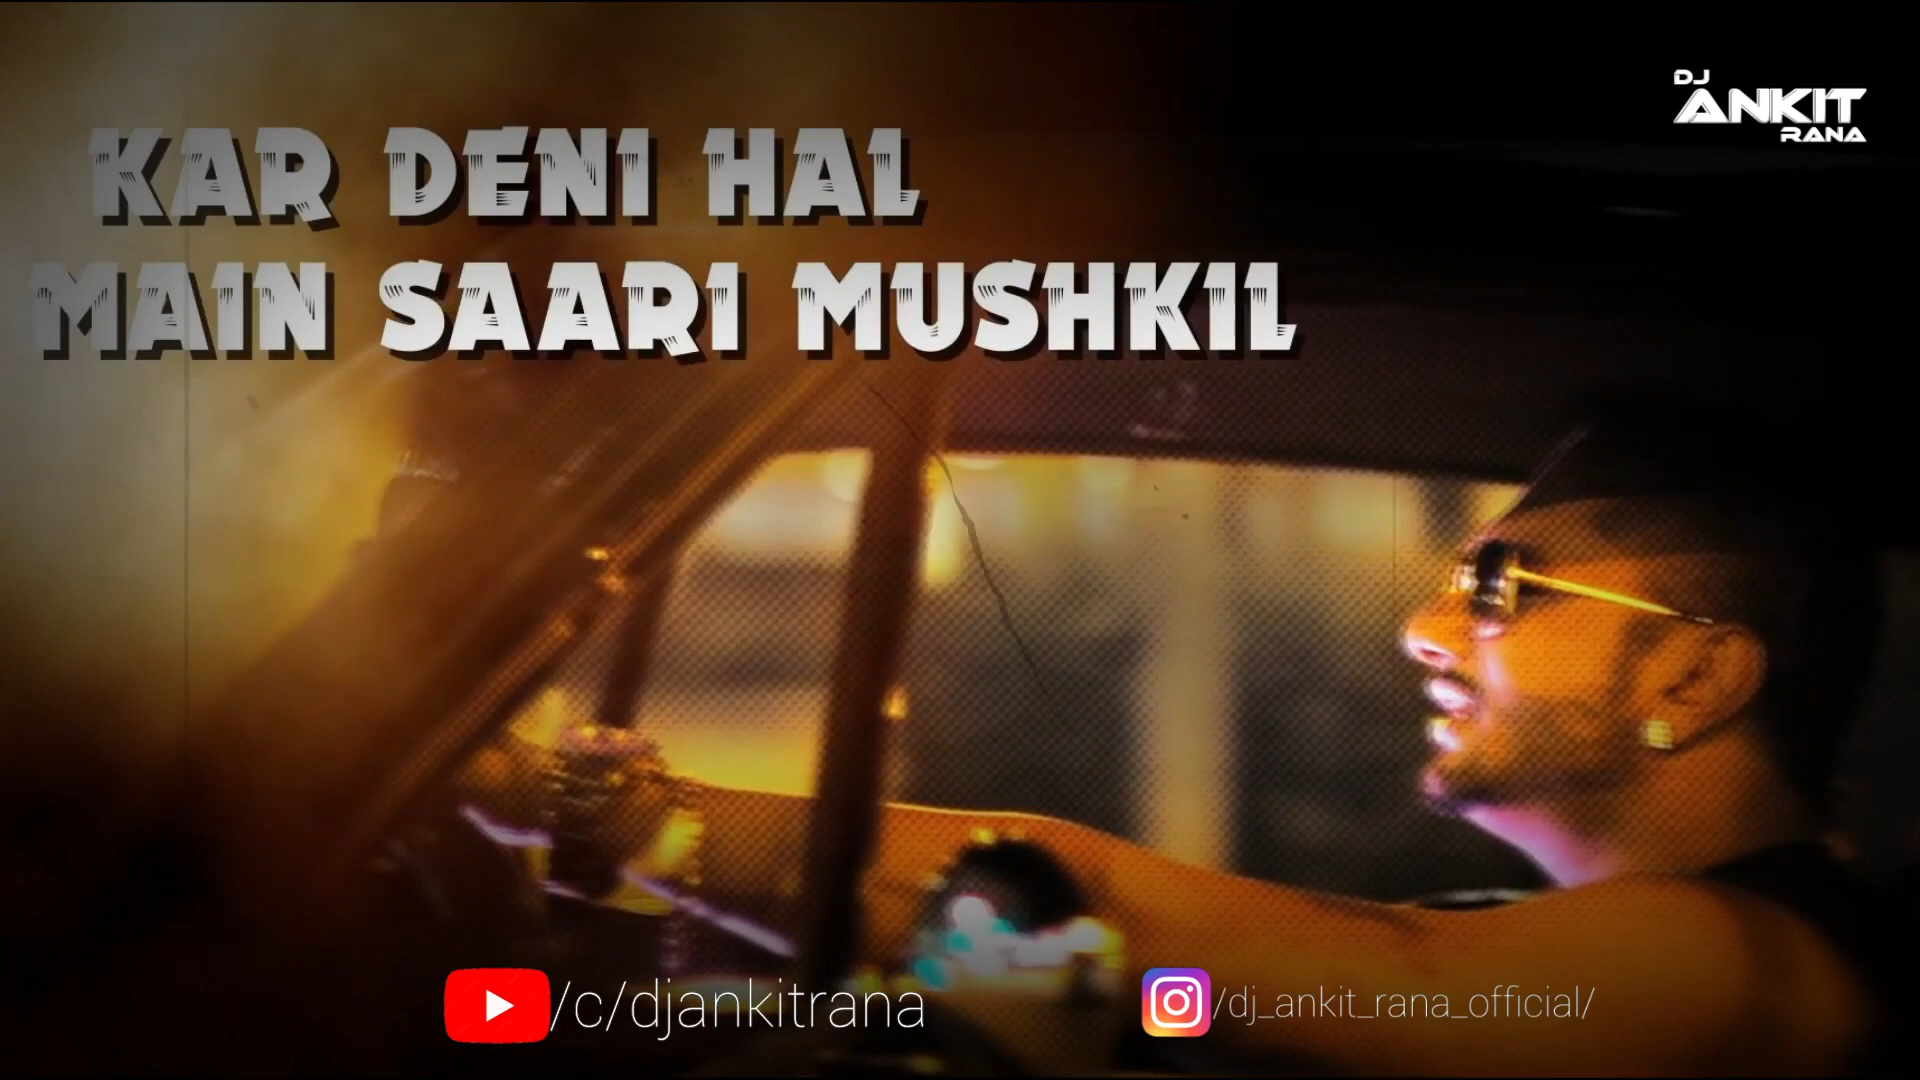 DJ
ANKIT
RANA
KAR DENI HAL
MAIN SAARI MUSHKIL
/c/djankitrana
/dj_ankit_rana_official/